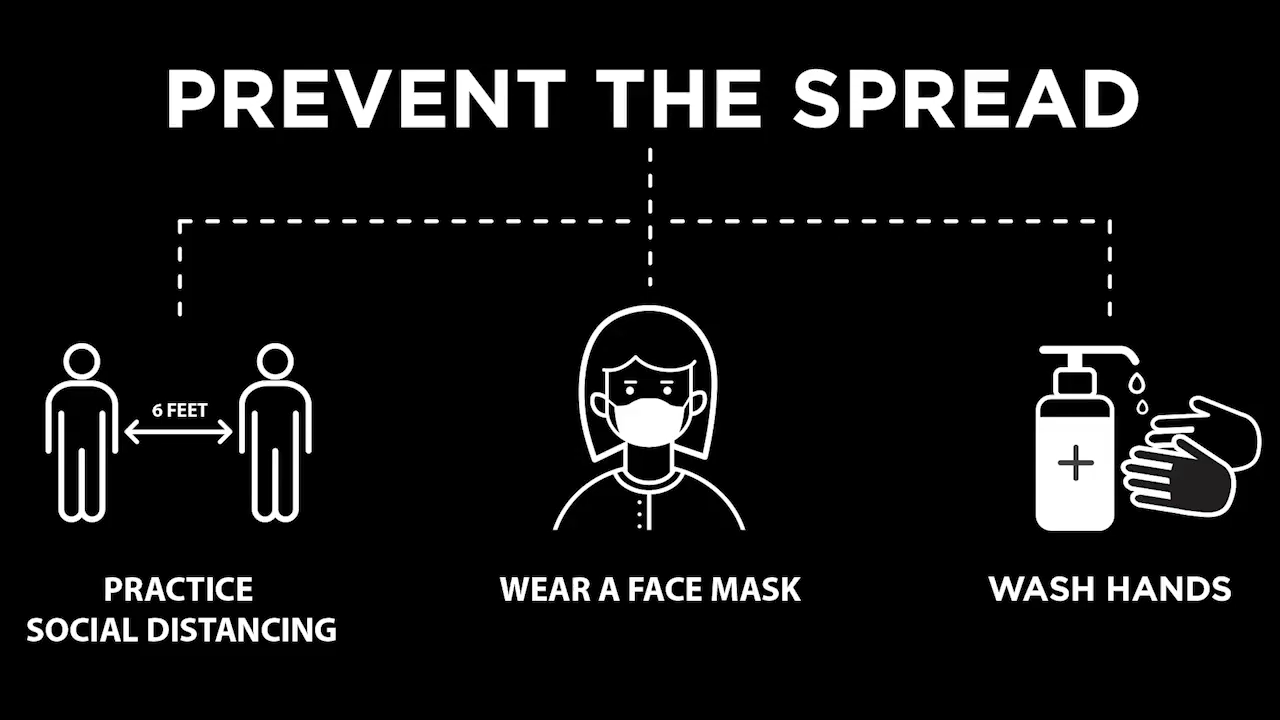 PREVENT THE SPREAD
6 FEET
PRACTICE
SOCIAL DISTANCING
WEAR A FACE MASK
WASH HANDS